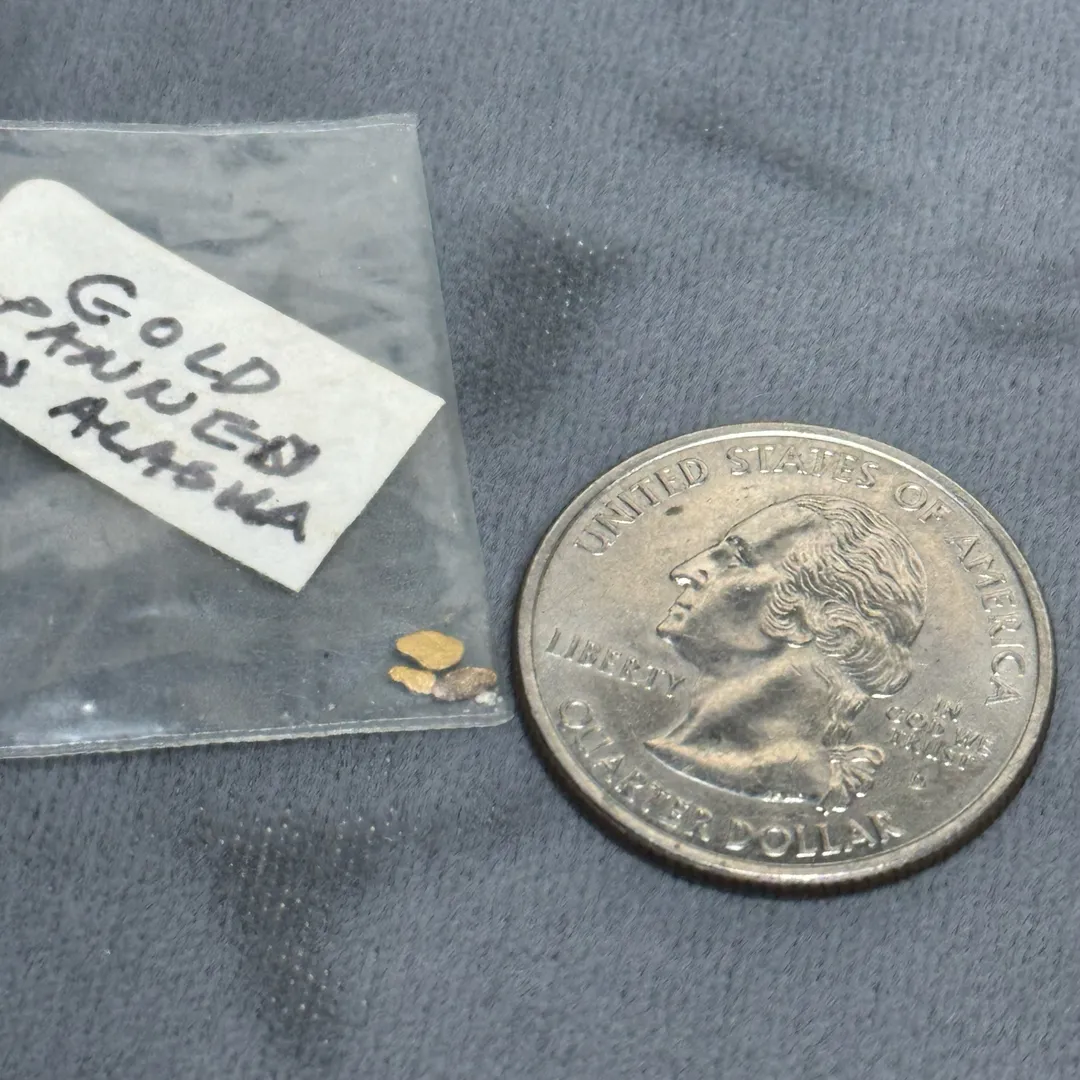 GOLD
PANNED
N ALASKA
UNITED STATES OF AMERICA
LIBERTY
IN
GOD WE
TRUST
D
QUARTER DOLLAR